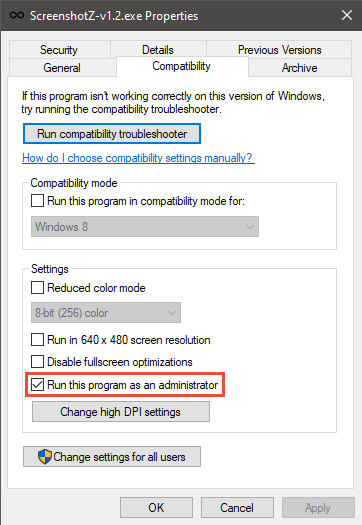 ScreenshotZ-v1.2.exe Properties
Security Details Previous Versions
General Compatibility Archive
If this program isn't working correctly on this version of Windows,
try running the compatibility troubleshooter.
Run compatibility troubleshooter
How do I choose compatibility settings manually?
Compatibility mode
Run this program in compatibility mode for:
Windows 8
Settings
Reduced color mode
8-bit (256) color
Run in 640 x 480 screen resolution
Disable fullscreen optimizations
Run this program as an administrator
Change high DPI settings
Change settings for all users
OK Cancel Apply